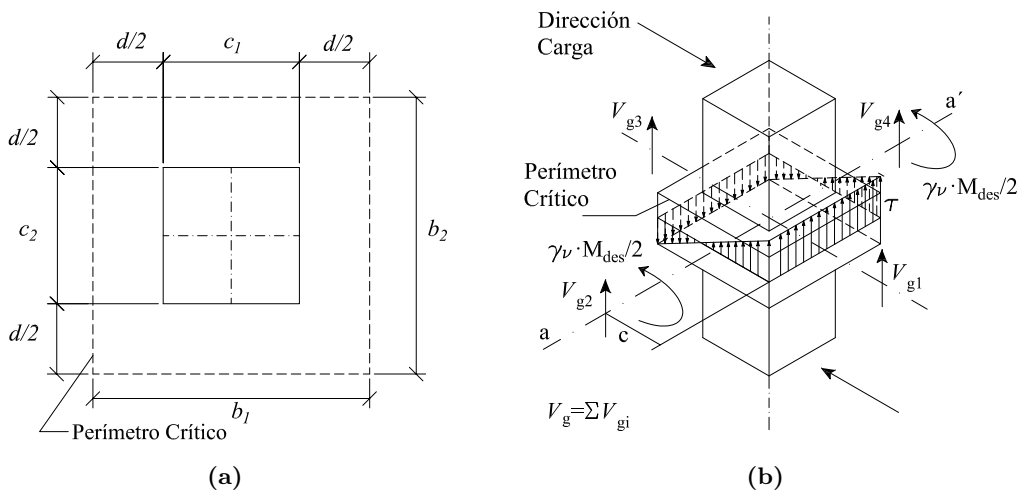 d/2
c1
d/2
d/2
c2
d/2
b2
b1
Perímetro Crítico
(a)
Dirección
Carga
Vg3
Vg4
a´
Perímetro
Crítico
γν·Mdes/2
τ
γν·Mdes/2
Vg2
Vg1
a
c
Vg=ΣVgi
(b)